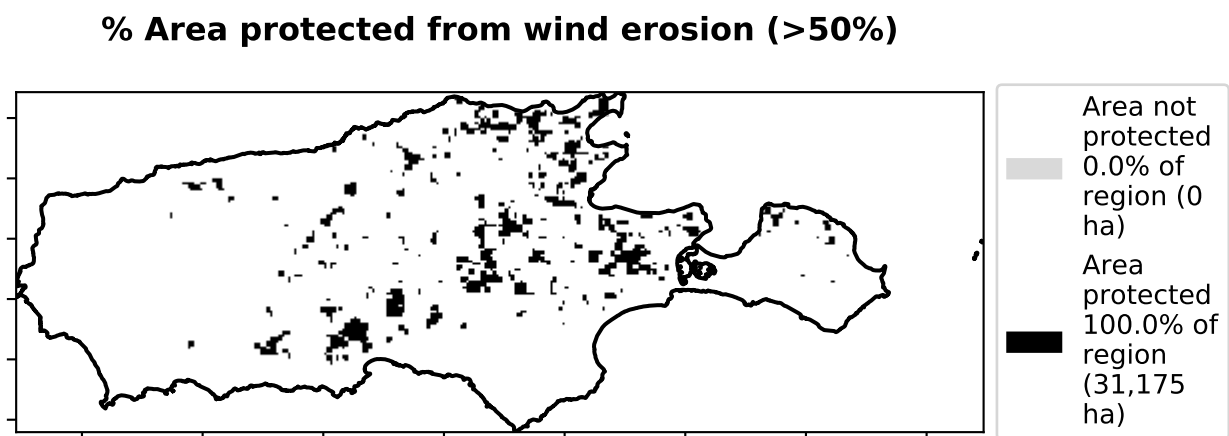 % Area protected from wind erosion (>50%)
Area not
protected
0.0% of
region (0
ha)
Area
protected
100.0% of
region
(31,175
ha)